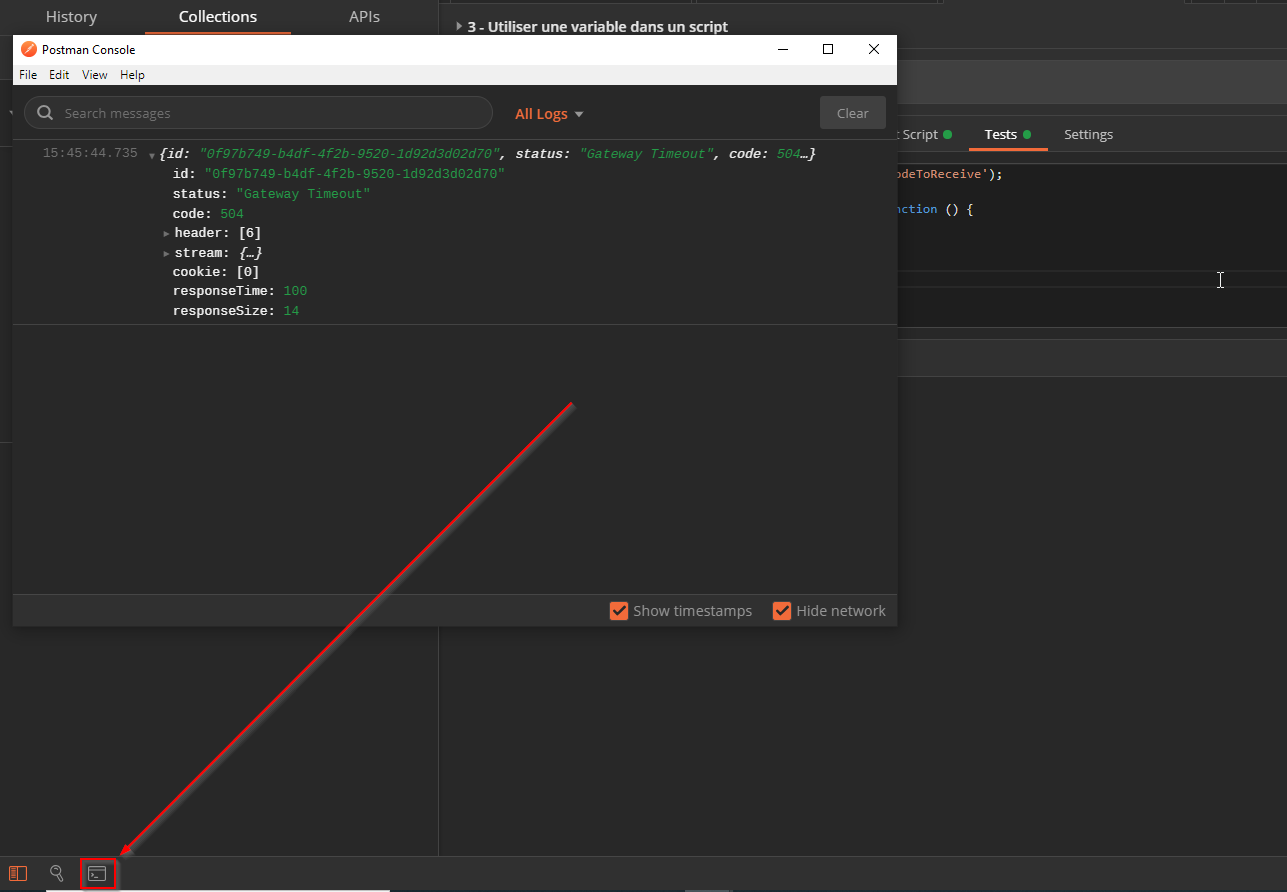 History Collections APIs
3 - Utiliser une variable dans un script
Postman Console
File Edit View Help
Search messages All Logs Clear
Script Tests Settings
15:45:44.735 {id: "0f97b749-b4df-4f2b-9520-1d92d3d02d70", status: "Gateway Timeout", code: 504…}
id: "0f97b749-b4df-4f2b-9520-1d92d3d02d70"
status: "Gateway Timeout"
code: 504
header: [6]
stream: {…}
cookie: [0]
responseTime: 100
responseSize: 14
odeToReceive');
nction () {
Show timestamps Hide network